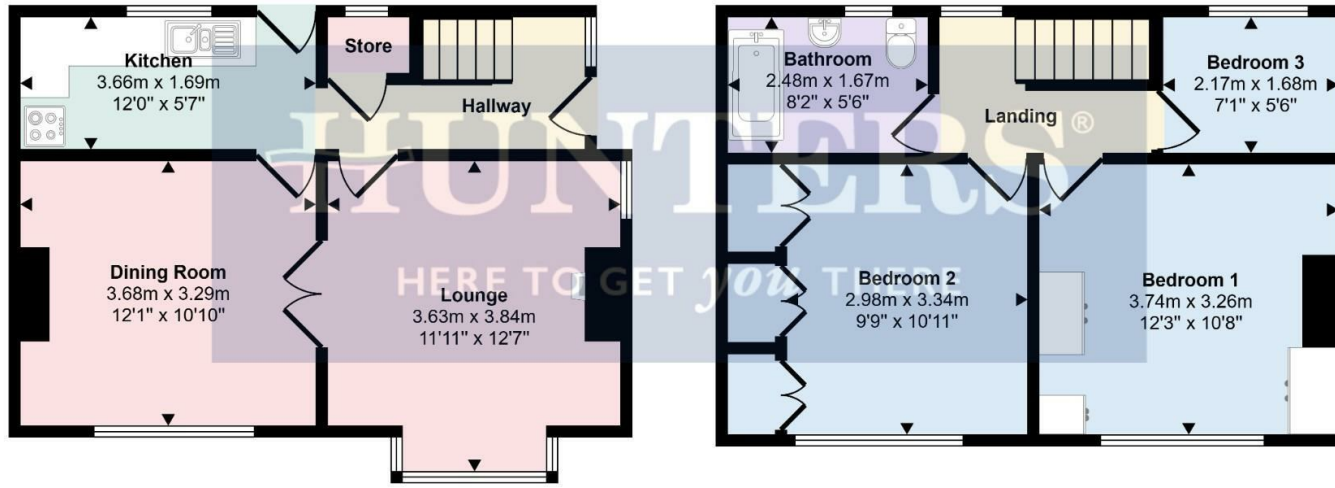 Kitchen
3.66m x 1.69m
12'0" x 5'7"
Store
Hallway
Dining Room
3.68m x 3.29m
12'1" x 10'10"
Lounge
3.63m x 3.84m
11'11" x 12'7"
Bathroom
2.48m x 1.67m
8'2" x 5'6"
Landing
Bedroom 3
2.17m x 1.68m
7'1" x 5'6"
Bedroom 2
2.98m x 3.34m
9'9" x 10'11"
Bedroom 1
3.74m x 3.26m
12'3" x 10'8"
HUNTERS®
HERE TO GET you THERE